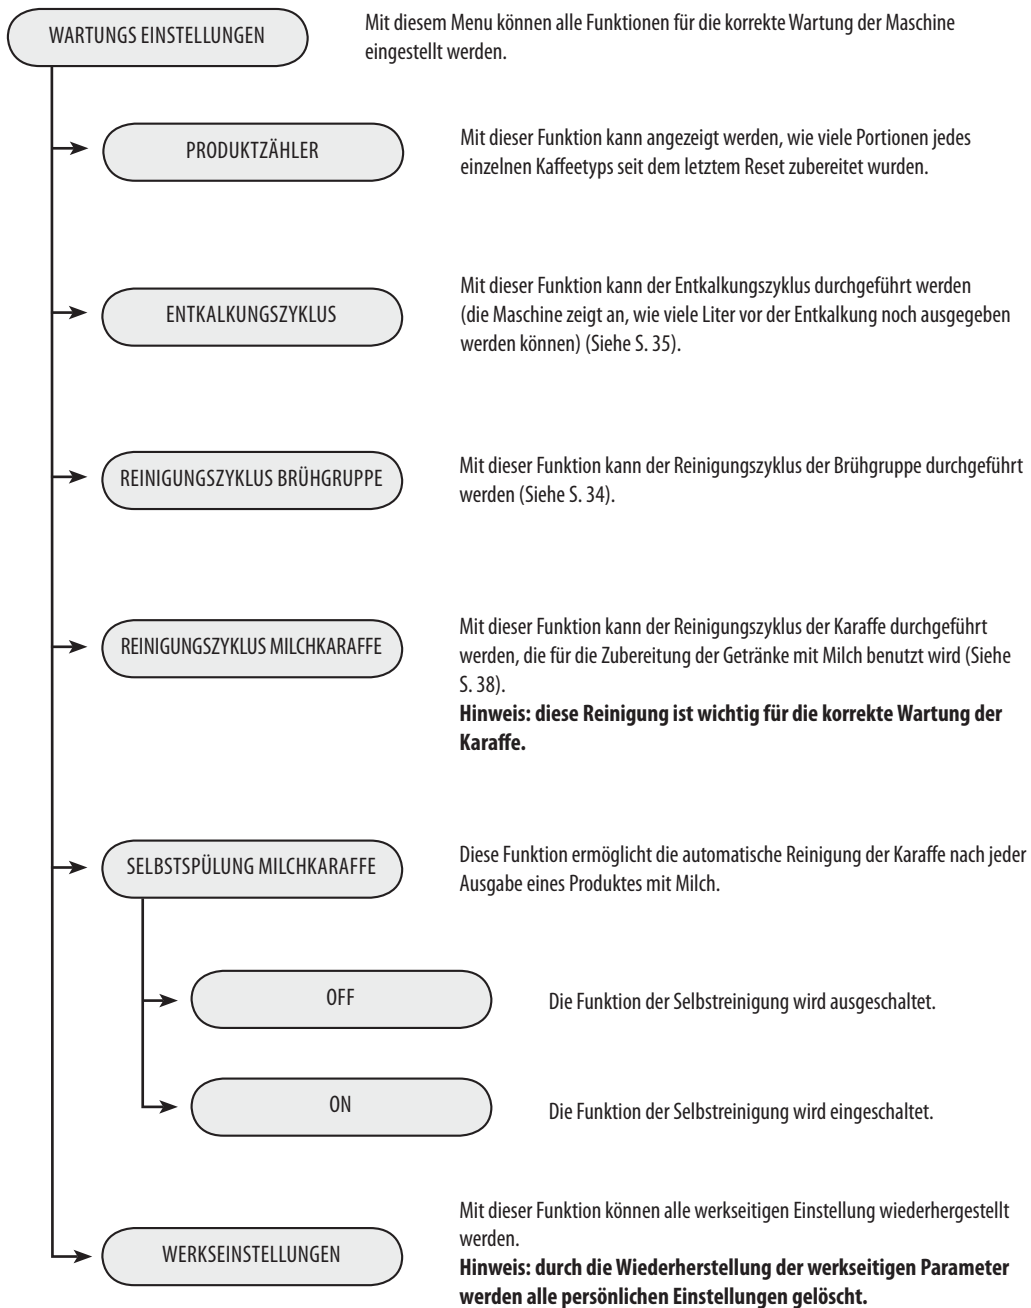 WARTUNGS EINSTELLUNGEN
Mit diesem Menu können alle Funktionen für die korrekte Wartung der Maschine
eingestellt werden.
PRODUKTZÄHLER
Mit dieser Funktion kann angezeigt werden, wie viele Portionen jedes
einzelnen Kaffeetyps seit dem letztem Reset zubereitet wurden.
ENTKALKUNGSZYKLUS
Mit dieser Funktion kann der Entkalkungszyklus durchgeführt werden
(die Maschine zeigt an, wie viele Liter vor der Entkalkung noch ausgegeben
werden können) (Siehe S. 35).
REINIGUNGSZYKLUS BRÜHGRUPPE
Mit dieser Funktion kann der Reinigungszyklus der Brühgruppe durchgeführt
werden (Siehe S. 34).
REINIGUNGSZYKLUS MILCHKARAFFE
Mit dieser Funktion kann der Reinigungszyklus der Karaffe durchgeführt
werden, die für die Zubereitung der Getränke mit Milch benutzt wird (Siehe
S. 38).
Hinweis: diese Reinigung ist wichtig für die korrekte Wartung der
Karaffe.
SELBSTSPÜLUNG MILCHKARAFFE
Diese Funktion ermöglicht die automatische Reinigung der Karaffe nach jeder
Ausgabe eines Produktes mit Milch.
OFF
Die Funktion der Selbstreinigung wird ausgeschaltet.
ON
Die Funktion der Selbstreinigung wird eingeschaltet.
WERKSEINSTELLUNGEN
Mit dieser Funktion können alle werkseitigen Einstellung wiederhergestellt
werden.
Hinweis: durch die Wiederherstellung der werkseitigen Parameter
werden alle persönlichen Einstellungen gelöscht.